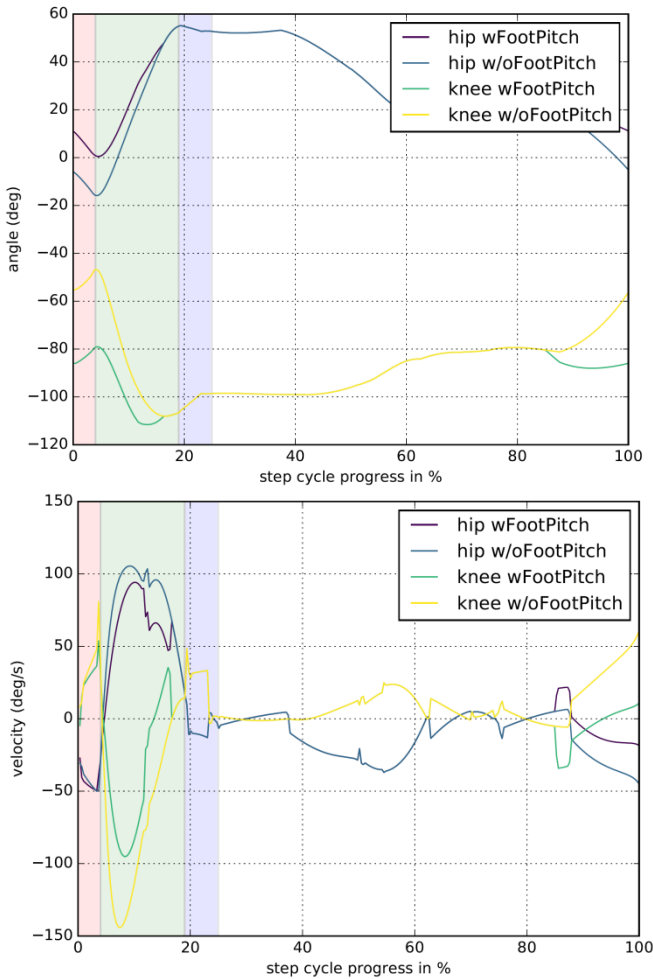 60
40
20
0
−20
−40
−60
−80
−100
−120
angle (deg)
hip wFootPitch
hip w/oFootPitch
knee wFootPitch
knee w/oFootPitch
0 20 40 60 80 100
step cycle progress in %
150
100
50
0
−50
−100
−150
velocity (deg/s)
hip wFootPitch
hip w/oFootPitch
knee wFootPitch
knee w/oFootPitch
0 20 40 60 80 100
step cycle progress in %